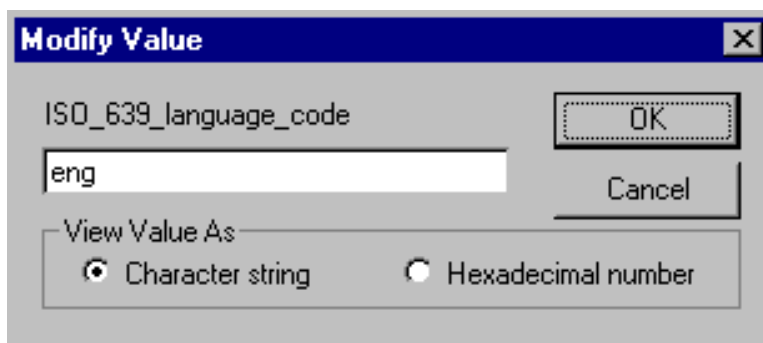 Modify Value
ISO_639_language_code
OK
eng
Cancel
View Value As
Character string
Hexadecimal number